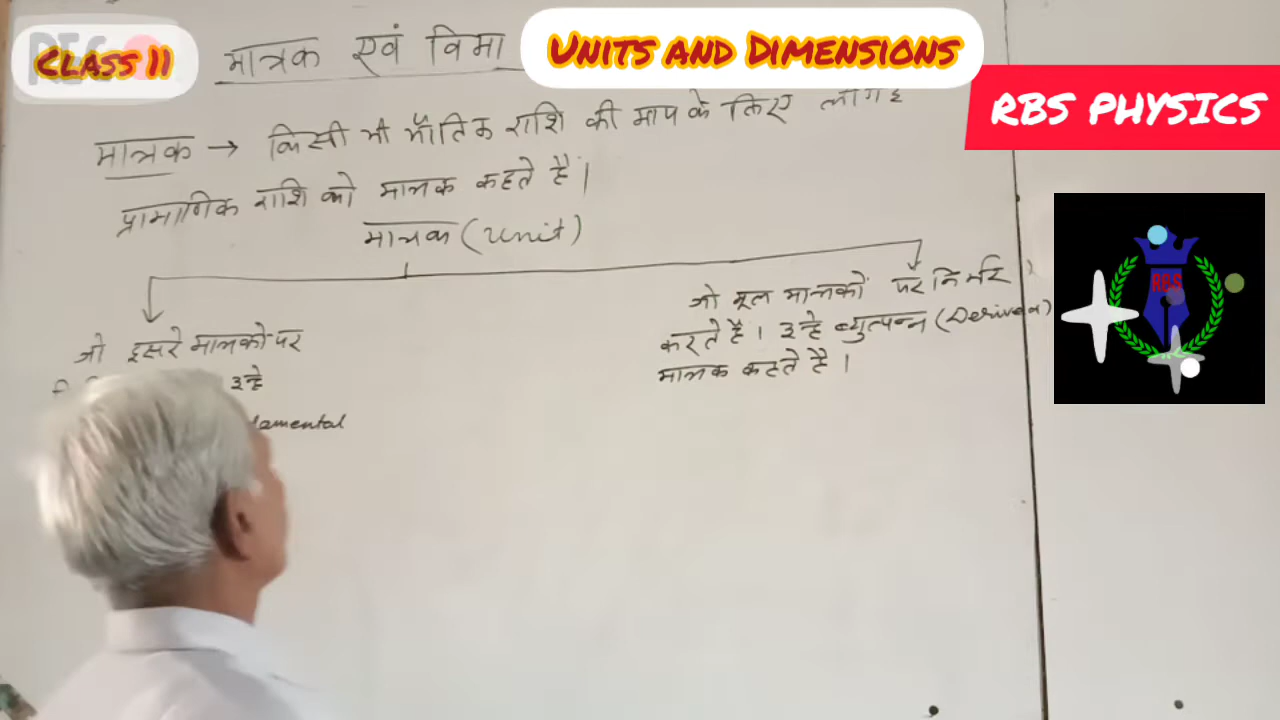 CLASS 11
मात्रक एवं विमा
UNITS AND DIMENSIONS
RBS PHYSICS
मात्रक → किसी भी भौतिक राशि की माप के लिए
प्रामाणिक राशि को मात्रक कहते है।
मात्रक (Unit)
जो दूसरे मात्रको पर
उन्हे
damental
जो मूल मात्रकों पर निर्भर
करते हैं। उन्हे व्युत्पन्न (Derived)
मात्रक कहते है।
RBS